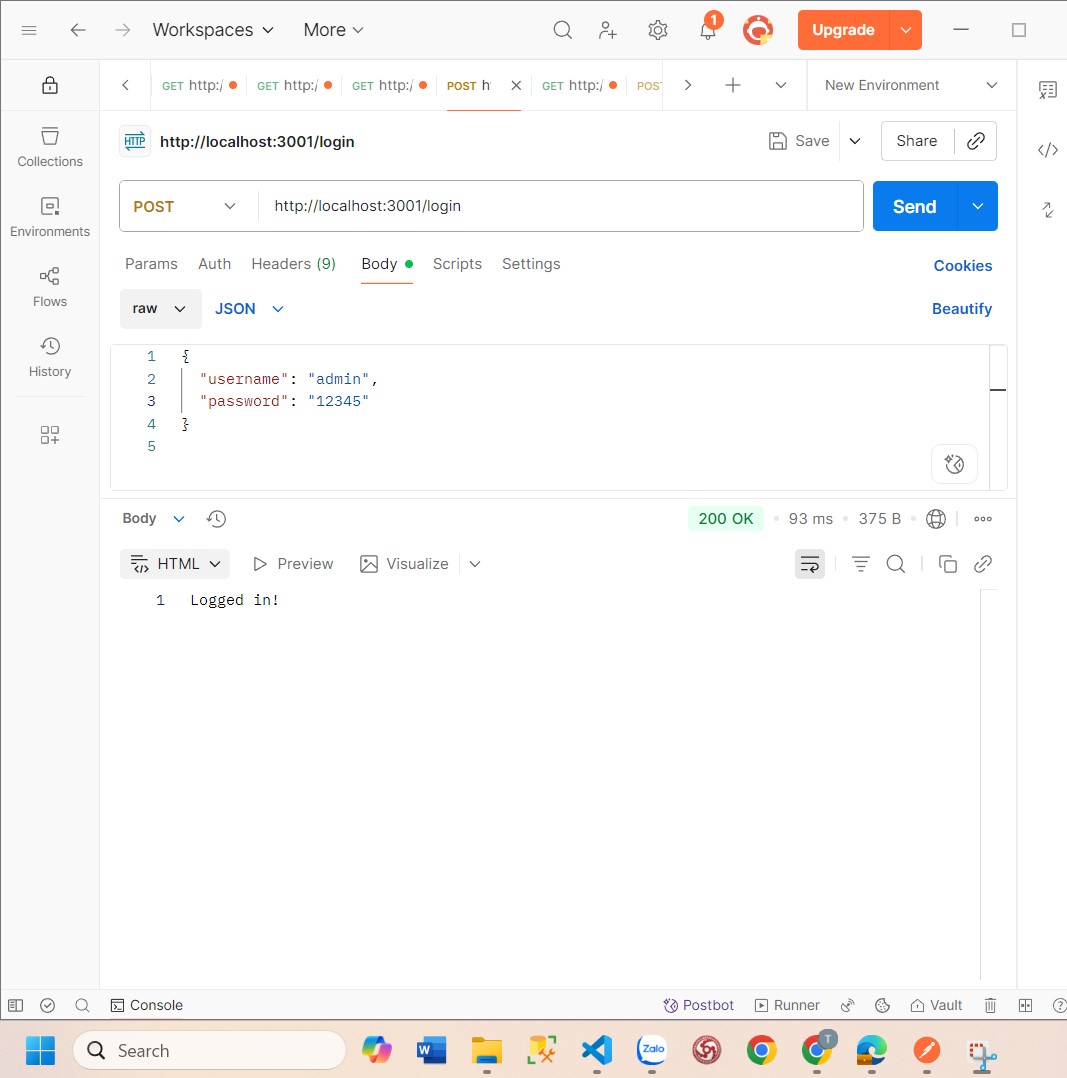 Workspaces More 1 Upgrade
GET http:/ GET http:/ GET http:/ POST h GET http:/ POST New Environment
HTTP http://localhost:3001/login Save Share
Collections
POST http://localhost:3001/login Send
Environments
Params Auth Headers (9) Body Scripts Settings Cookies
Flows
raw JSON Beautify
History
1 {
2 "username": "admin",
3 "password": "12345"
4 }
5
Body 200 OK 93 ms 375 B
HTML Preview Visualize
1 Logged in!
Console Postbot Runner Vault
Search W Zalo T